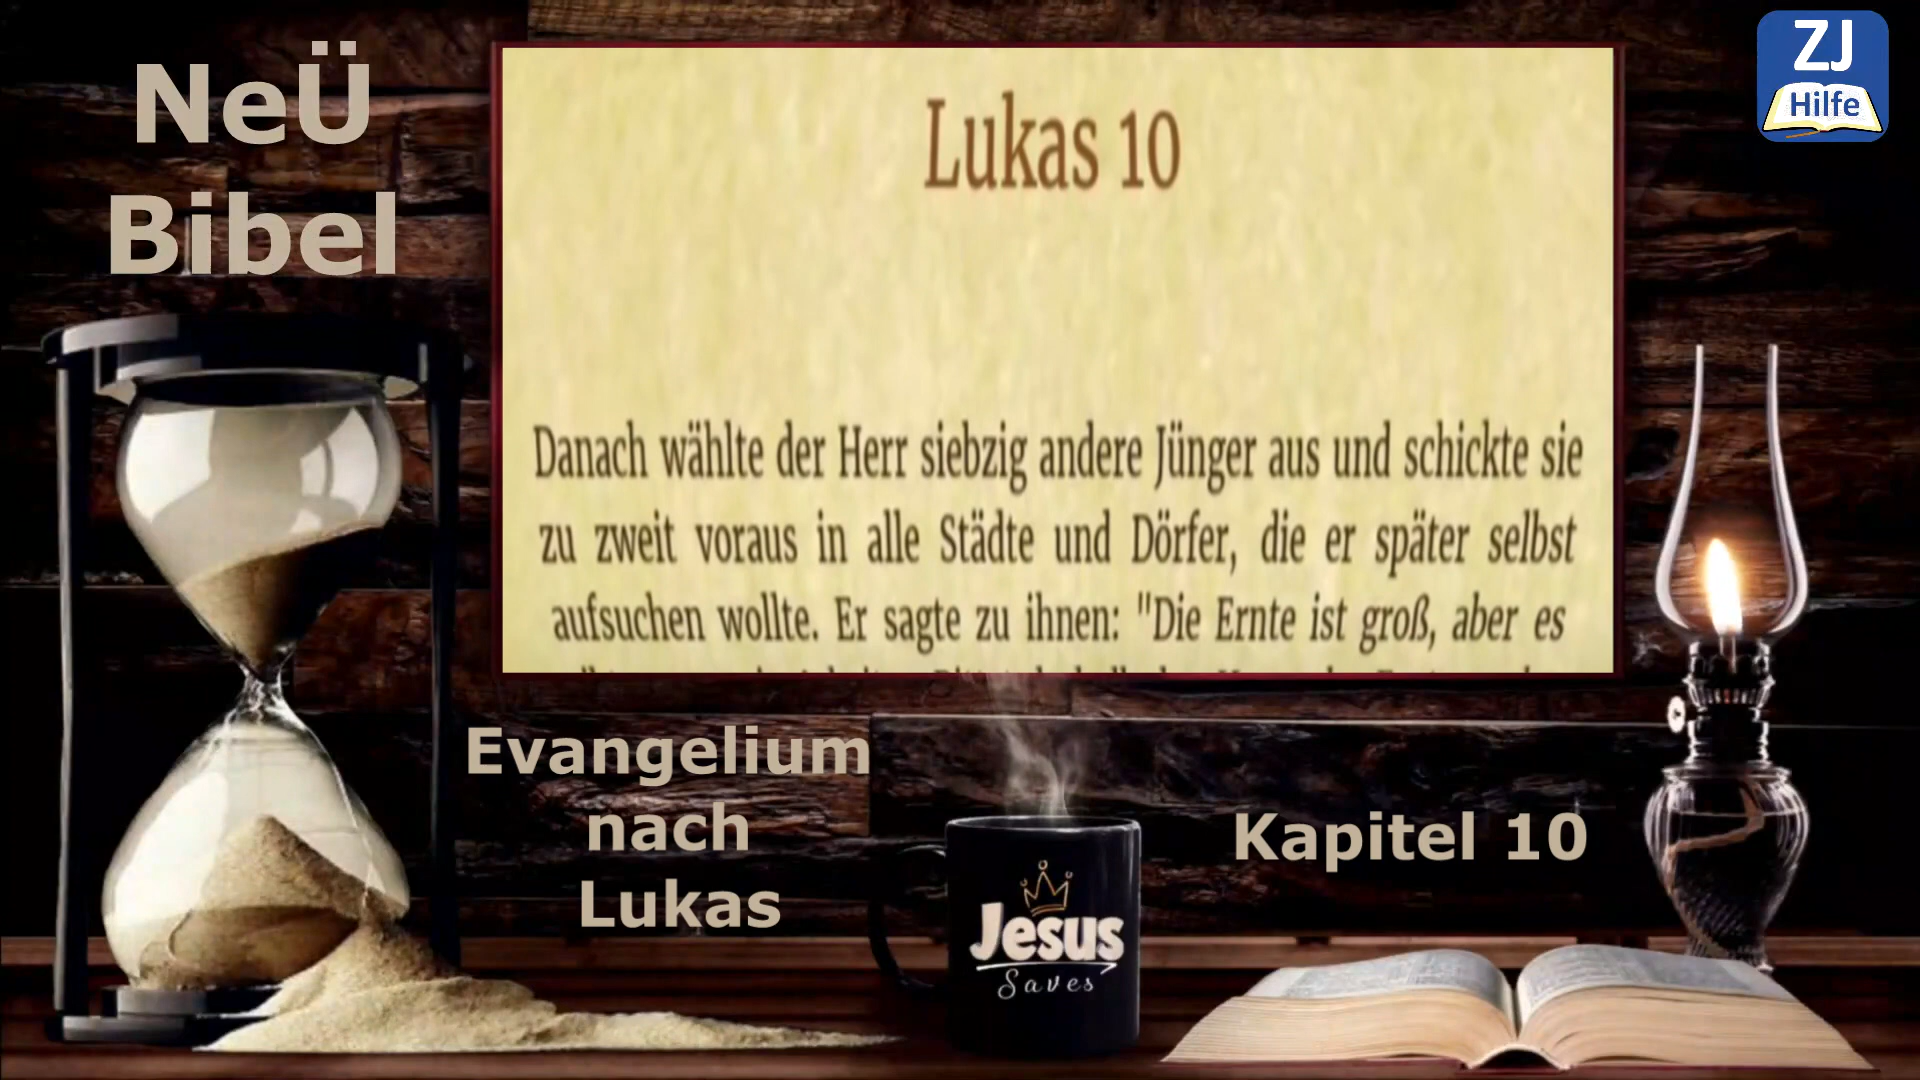 NeÜ
Bibel
ZJ
Hilfe
Lukas 10
Danach wählte der Herr siebzig andere Jünger aus und schickte sie
zu zweit voraus in alle Städte und Dörfer, die er später selbst
aufsuchen wollte. Er sagte zu ihnen: "Die Ernte ist groß, aber es
Evangelium
nach
Lukas
Kapitel 10
Jesus
Saves